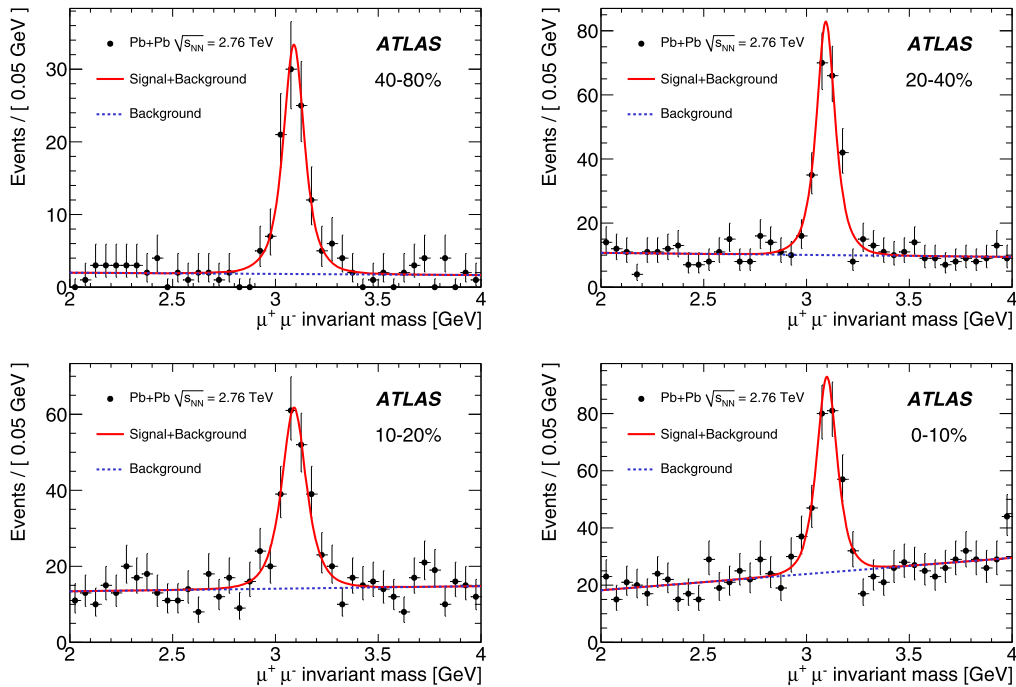 Events / [ 0.05 GeV ]
30
20
10
0
Pb+Pb √sNN = 2.76 TeV
Signal+Background
Background
ATLAS
40-80%
2 2.5 3 3.5 4
μ+ μ- invariant mass [GeV]
Events / [ 0.05 GeV ]
80
60
40
20
0
Pb+Pb √sNN = 2.76 TeV
Signal+Background
Background
ATLAS
20-40%
2 2.5 3 3.5 4
μ+ μ- invariant mass [GeV]
Events / [ 0.05 GeV ]
60
40
20
0
Pb+Pb √sNN = 2.76 TeV
Signal+Background
Background
ATLAS
10-20%
2 2.5 3 3.5 4
μ+ μ- invariant mass [GeV]
Events / [ 0.05 GeV ]
80
60
40
20
0
Pb+Pb √sNN = 2.76 TeV
Signal+Background
Background
ATLAS
0-10%
2 2.5 3 3.5 4
μ+ μ- invariant mass [GeV]